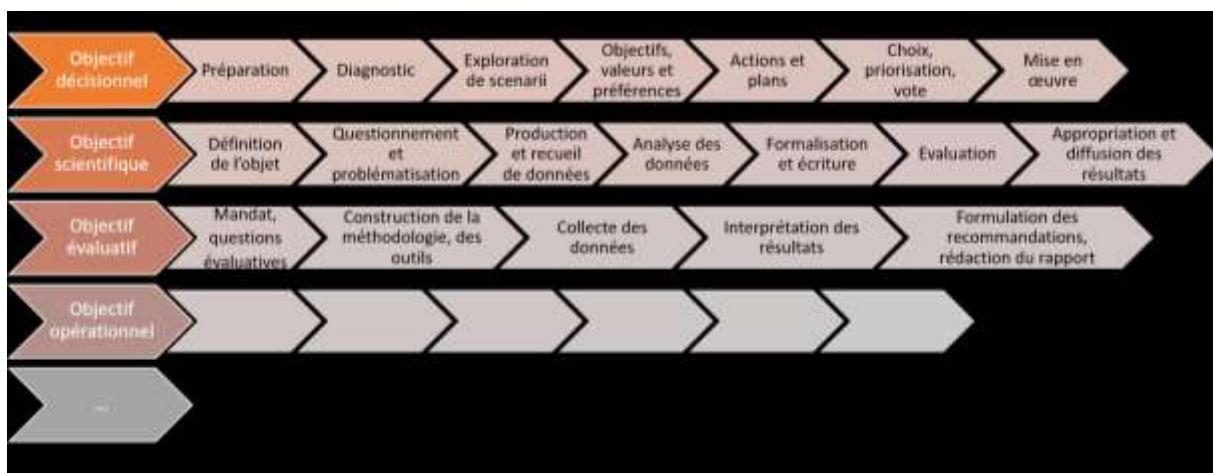 Objectif
décisionnel
Préparation
Diagnostic
Exploration
de scenarii
Objectifs,
valeurs et
préférences
Actions et
plans
Choix,
priorisation,
vote
Mise en
œuvre
Objectif
scientifique
Définition
de l'objet
Questionnement
et
problématisation
Production
et recueil
de données
Analyse des
données
Formalisation
et écriture
Evaluation
Appropriation et
diffusion des
résultats
Objectif
évaluatif
Mandat,
questions
évaluatives
Construction de la
méthodologie, des
outils
Collecte des
données
Interprétation des
résultats
Formulation des
recommandations,
rédaction du rapport
Objectif
opérationnel
...